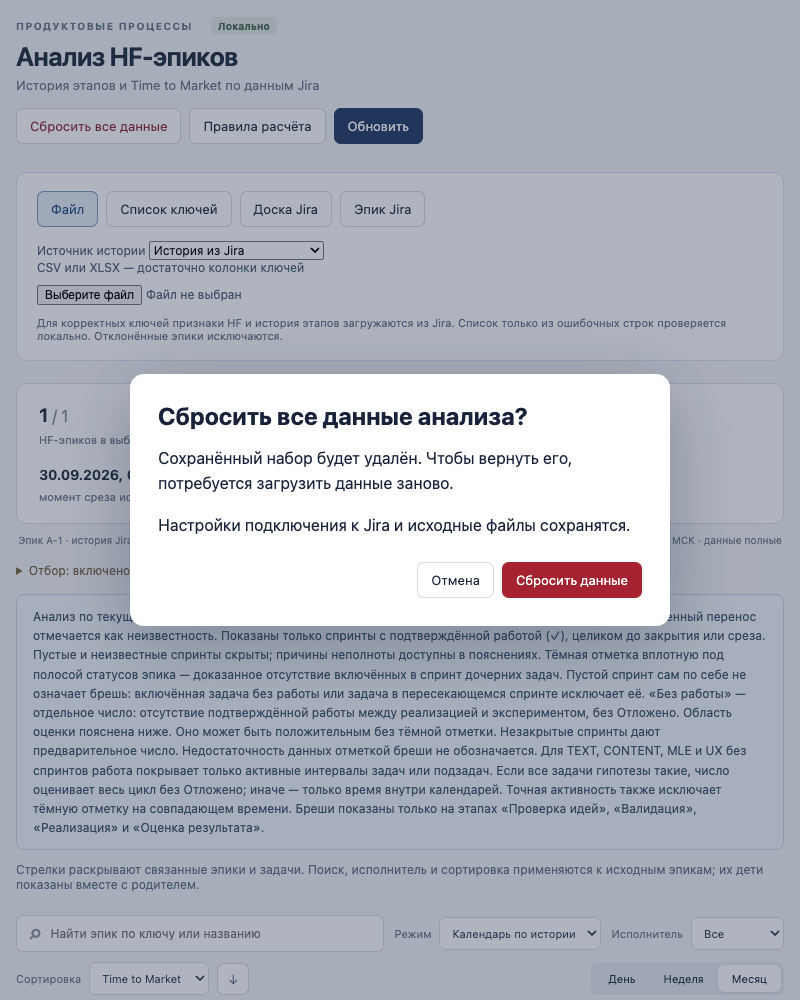 ПРОДУКТОВЫЕ ПРОЦЕССЫ Локально
Анализ HF-эпиков
История этапов и Time to Market по данным Jira
Сбросить все данные Правила расчёта Обновить
Файл Список ключей Доска Jira Эпик Jira
Источник истории История из Jira
CSV или XLSX — достаточно колонки ключей
Выберите файл Файл не выбран
Для корректных ключей признаки HF и история этапов загружаются из Jira. Список только из ошибочных строк проверяется
локально. Отклонённые эпики исключаются.
1 / 1
HF-эпиков в выб
30.09.2026,
момент среза ис
Эпик A-1 · история Jira
МСК · данные полные
Отбор: включено
Сбросить все данные анализа?
Сохранённый набор будет удалён. Чтобы вернуть его,
потребуется загрузить данные заново.
Настройки подключения к Jira и исходные файлы сохранятся.
Отмена Сбросить данные
Анализ по текущ енный перенос
отмечается как неизвестность. Показаны только спринты с подтверждённой работой (✓), целиком до закрытия или среза.
Пустые и неизвестные спринты скрыты; причины неполноты доступны в пояснениях. Тёмная отметка вплотную под
полосой статусов эпика — доказанное отсутствие включённых в спринт дочерних задач. Пустой спринт сам по себе не
означает брешь: включённая задача без работы или задача в пересекающемся спринте исключает её. «Без работы» —
отдельное число: отсутствие подтверждённой работы между реализацией и экспериментом, без Отложено. Область
оценки пояснена ниже. Оно может быть положительным без тёмной отметки. Незакрытые спринты дают
предварительное число. Недостаточность данных отметкой бреши не обозначается. Для TEXT, CONTENT, MLE и UX без
спринтов работа покрывает только активные интервалы задач или подзадач. Если все задачи гипотезы такие, число
оценивает весь цикл без Отложено; иначе — только время внутри календарей. Точная активность также исключает
тёмную отметку на совпадающем времени. Бреши показаны только на этапах «Проверка идей», «Валидация»,
«Реализация» и «Оценка результата».
Стрелки раскрывают связанные эпики и задачи. Поиск, исполнитель и сортировка применяются к исходным эпикам; их дети
показаны вместе с родителем.
Найти эпик по ключу или названию Режим Календарь по истории Исполнитель Все
Сортировка Time to Market ↓ День Неделя Месяц